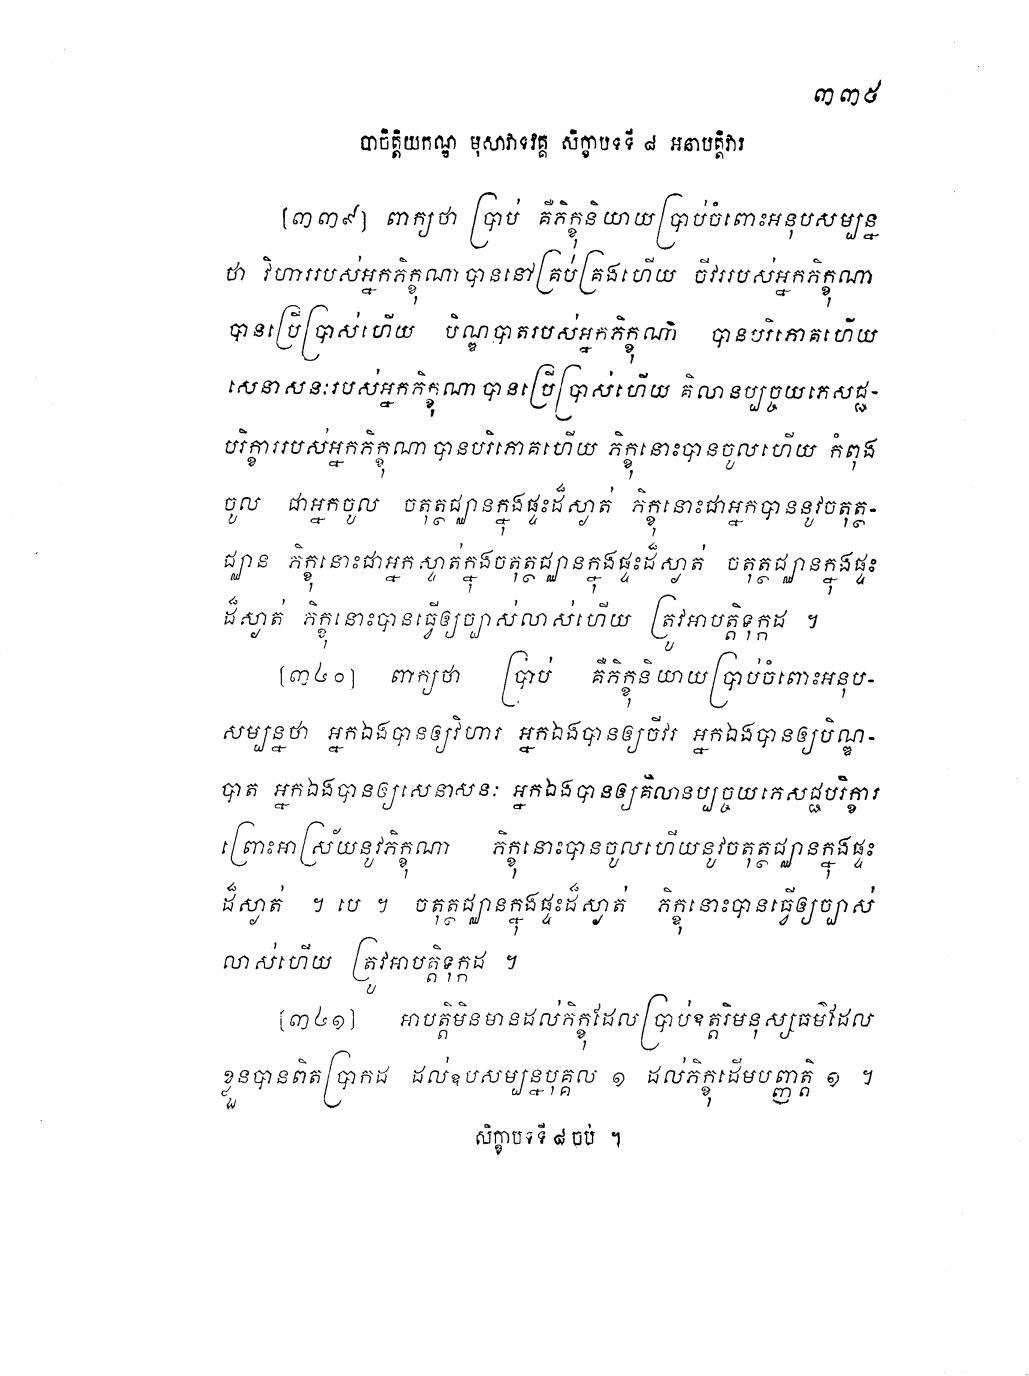 ៣៣៥
បាចិត្តិយកណ្ឌ មុសាវាទវគ្គ សិក្ខាបទទី ៨ អនាបត្តិវារ
[៣៣៩] ពាក្យថា ប្រាប់ គឺភិក្ខុនិយាយប្រាប់ចំពោះអនុបសម្បន្ន
ថា វិហាររបស់អ្នកភិក្ខុណា បាននៅគ្រប់គ្រងហើយ ចីវររបស់អ្នកភិក្ខុណា
បានប្រើប្រាស់ហើយ បិណ្ឌបាតរបស់អ្នកភិក្ខុណា បានបរិភោគហើយ
សេនាសនៈរបស់អ្នកភិក្ខុណា បានប្រើប្រាស់ហើយ គិលានប្បច្ចយភេសជ្ជ-
បរិក្ខាររបស់អ្នកភិក្ខុណា បានបរិភោគហើយ ភិក្ខុនោះបានចូលហើយ កំពុង
ចូល ជាអ្នកចូល ចតុត្ថជ្ឈានក្នុងផ្ទះដ៏ស្ងាត់ ភិក្ខុនោះជាអ្នកបាននូវចតុត្ថ-
ជ្ឈាន ភិក្ខុនោះជាអ្នកស្ទាត់ក្នុងចតុត្ថជ្ឈានក្នុងផ្ទះដ៏ស្ងាត់ ចតុត្ថជ្ឈានក្នុងផ្ទះ
ដ៏ស្ងាត់ ភិក្ខុនោះបានធ្វើឲ្យច្បាស់លាស់ហើយ ត្រូវអាបត្តិទុក្កដ ។
[៣៤០] ពាក្យថា ប្រាប់ គឺភិក្ខុនិយាយប្រាប់ចំពោះអនុប-
សម្បន្នថា អ្នកឯងបានឲ្យវិហារ អ្នកឯងបានឲ្យចីវរ អ្នកឯងបានឲ្យបិណ្ឌ-
បាត អ្នកឯងបានឲ្យសេនាសនៈ អ្នកឯងបានឲ្យគិលានប្បច្ចយភេសជ្ជបរិក្ខារ
ព្រោះអាស្រ័យនូវភិក្ខុណា ភិក្ខុនោះបានចូលហើយនូវចតុត្ថជ្ឈានក្នុងផ្ទះ
ដ៏ស្ងាត់ ។ បេ ។ ចតុត្ថជ្ឈានក្នុងផ្ទះដ៏ស្ងាត់ ភិក្ខុនោះបានធ្វើឲ្យច្បាស់
លាស់ហើយ ត្រូវអាបត្តិទុក្កដ ។
[៣៤១] អាបត្តិមិនមានដល់ភិក្ខុដែលប្រាប់ឧត្តរិមនុស្សធម៌ដែល
ខ្លួនបានពិតប្រាកដ ដល់ឧបសម្បន្នបុគ្គល ១ ដល់ភិក្ខុដើមបញ្ញត្តិ ១ ។
សិក្ខាបទទី ៨ ចប់ ។